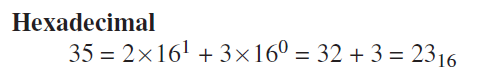 Hexadecimal
35 = 2×16¹ + 3×16⁰ = 32 + 3 = 23₁₆